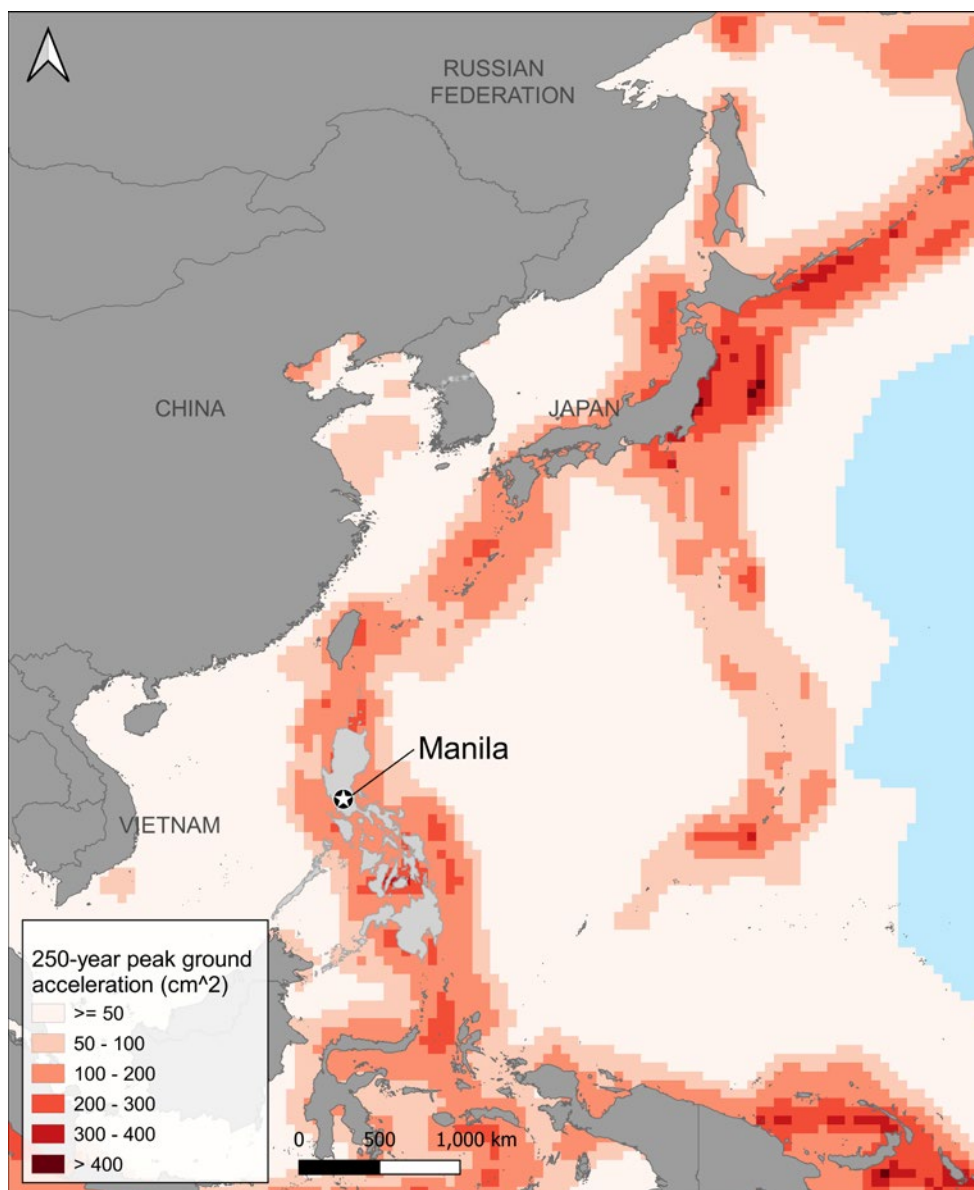 RUSSIAN
FEDERATION
CHINA
JAPAN
Manila
VIETNAM
250-year peak ground
acceleration (cm^2)
>= 50
50 - 100
100 - 200
200 - 300
300 - 400
> 400
0 500 1,000 km